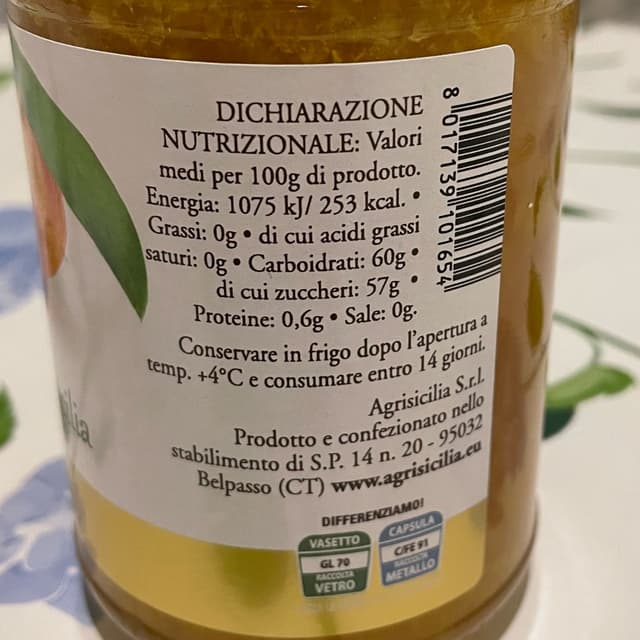 DICHIARAZIONE
NUTRIZIONALE: Valori
medi per 100g di prodotto.
Energia: 1075 kJ/ 253 kcal. •
Grassi: 0g • di cui acidi grassi
saturi: 0g • Carboidrati: 60g •
di cui zuccheri: 57g •
Proteine: 0,6g • Sale: 0g.
Conservare in frigo dopo l'apertura a
temp. +4°C e consumare entro 14 giorni.
Agrisicilia S.r.l.
Prodotto e confezionato nello
stabilimento di S.P. 14 n. 20 - 95032
Belpasso (CT) www.agrisicilia.eu
8 017139 101654
DIFFERENZIAMO!
VASETTO
GL 70
RACCOLTA
VETRO
CAPSULA
C/FE 91
RACCOLTA
METALLO